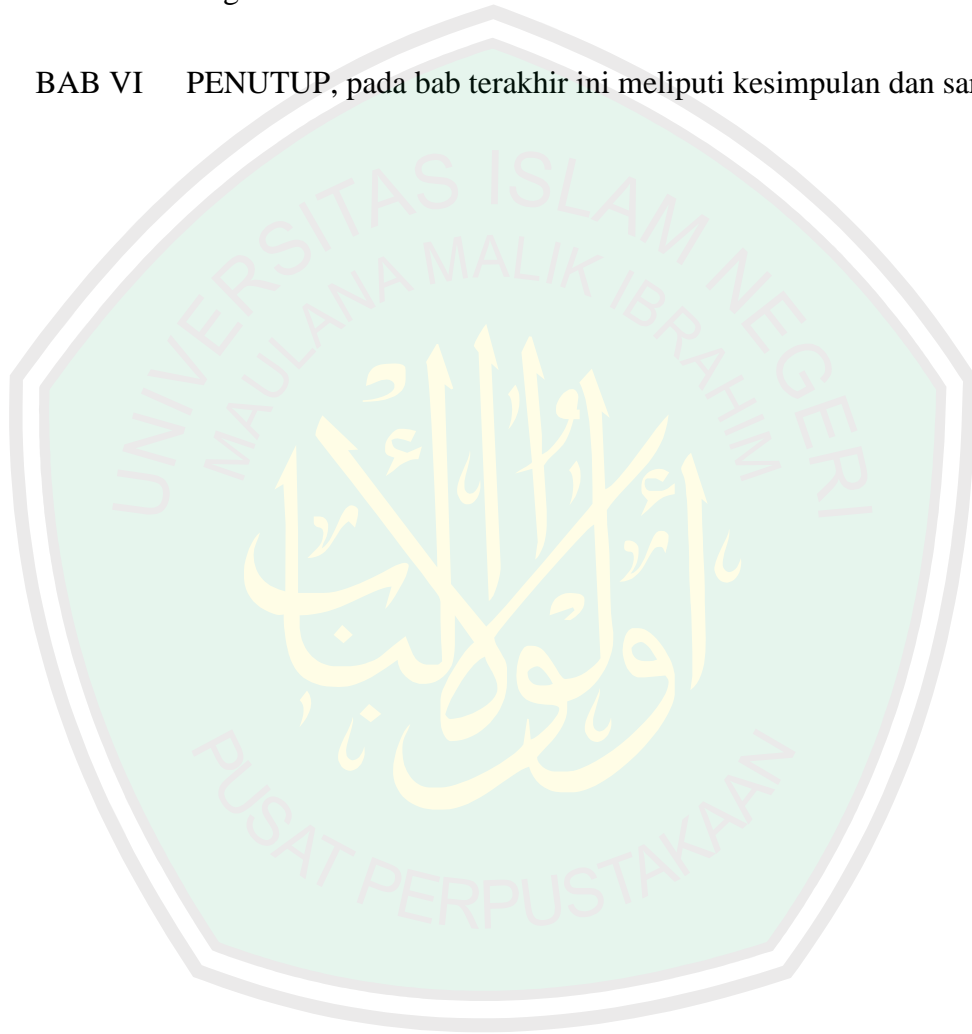 BAB VI PENUTUP, pada bab terakhir ini meliputi kesimpulan dan
UNIVERSITAS ISLAM NEGERI
MAULANA MALIK IBRAHIM
أولو الألباب
PUSAT PERPUSTAKAAN